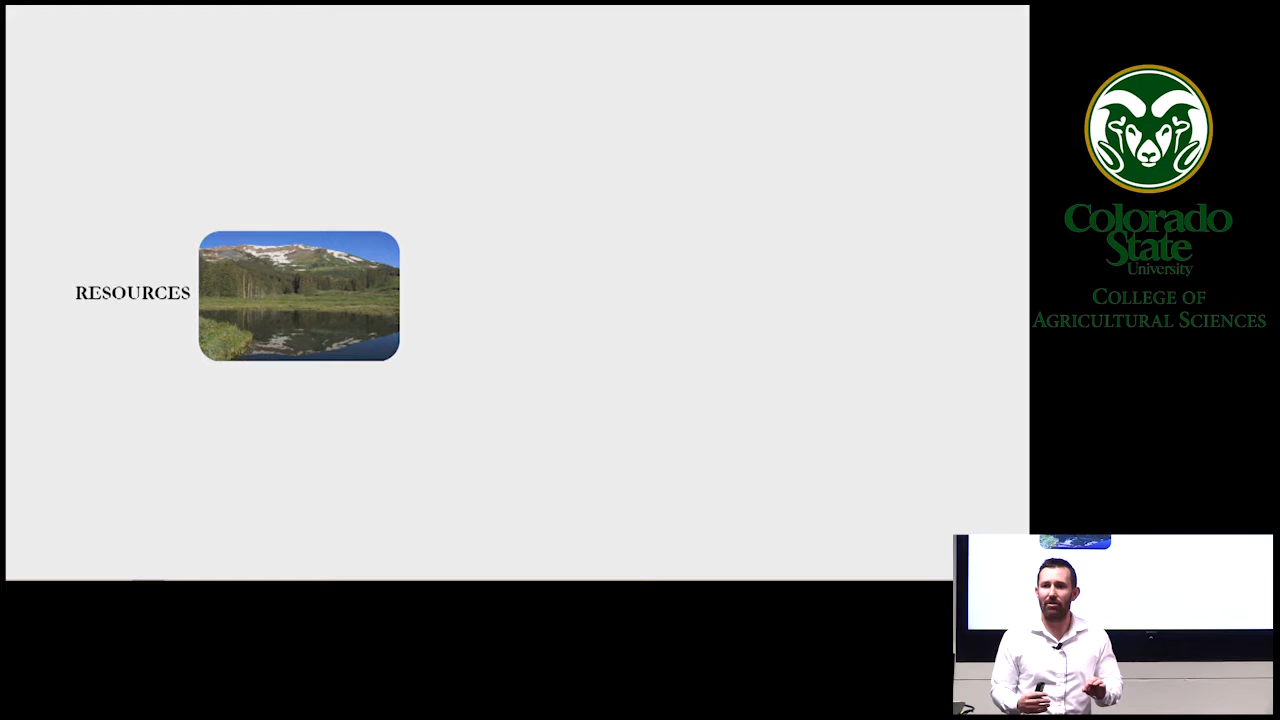 RESOURCES
Colorado
State
University
COLLEGE OF
AGRICULTURAL SCIENCES